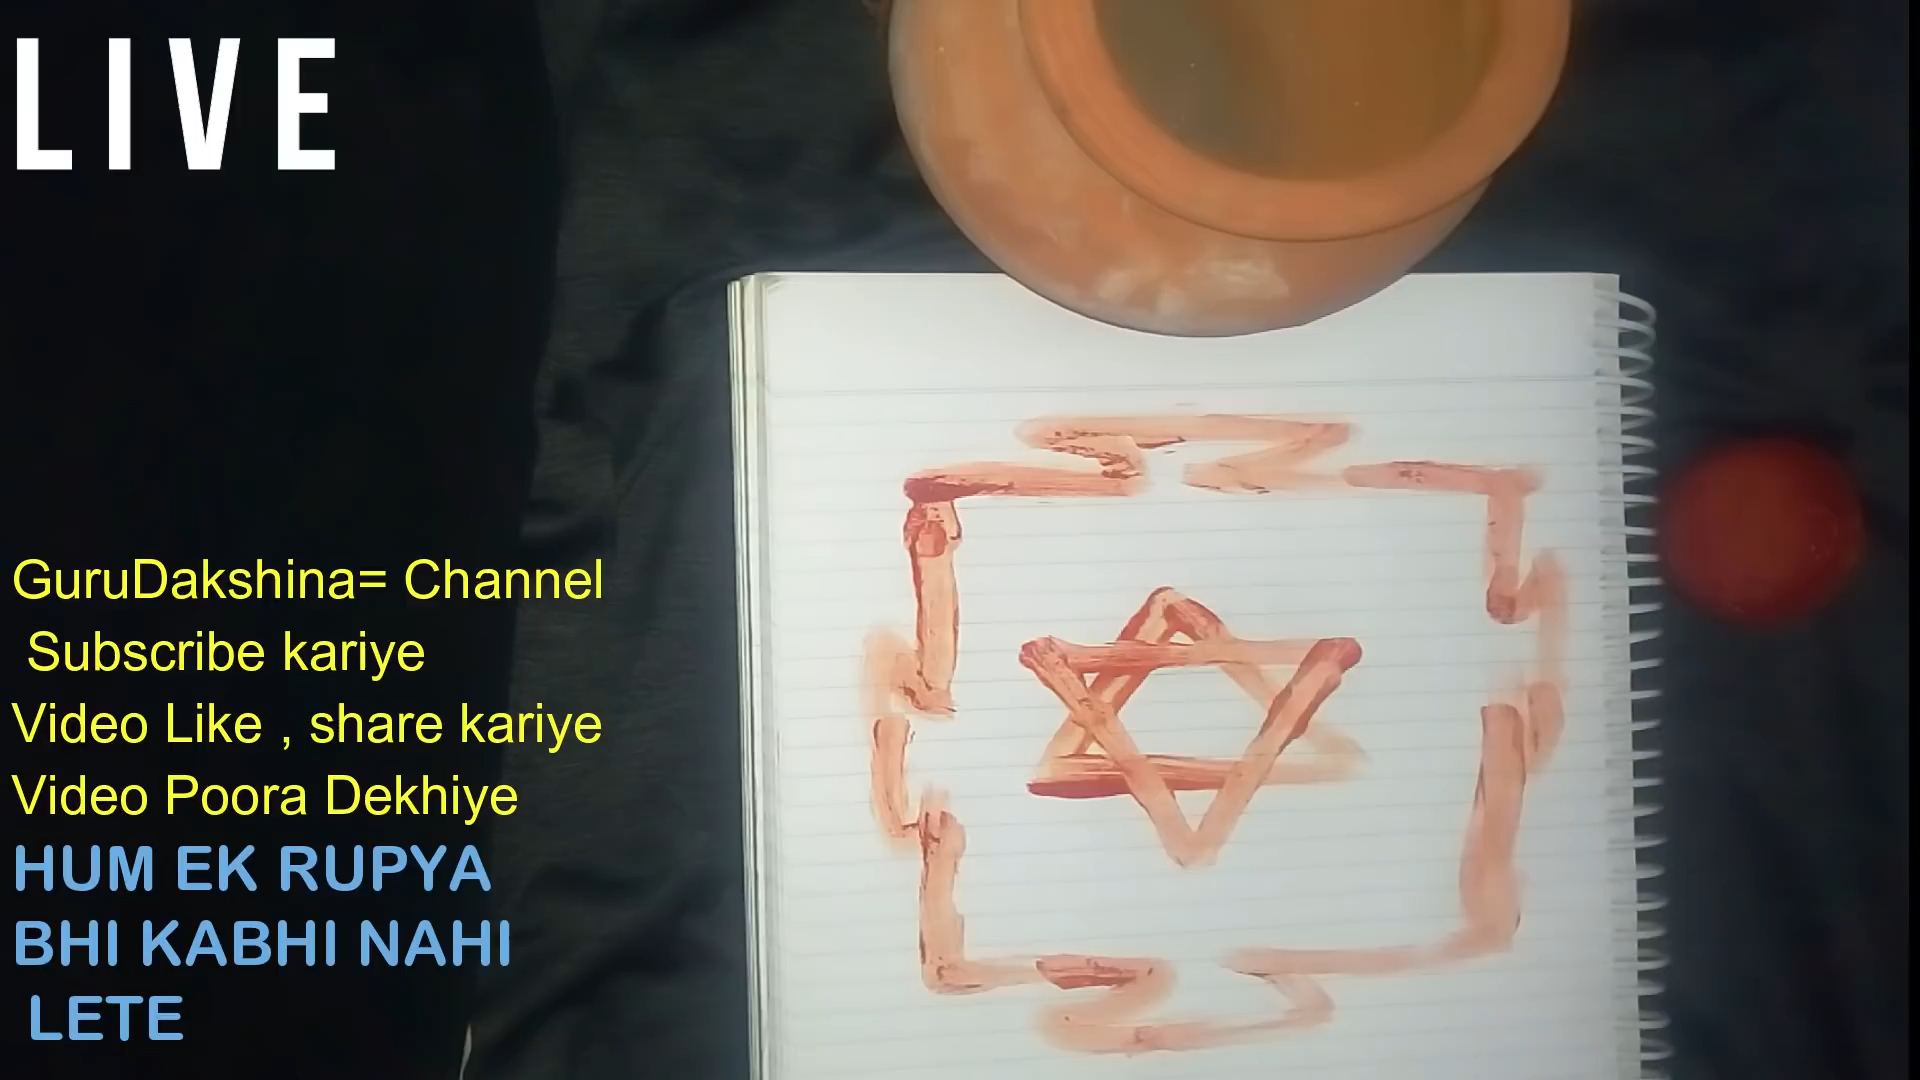 LIVE
GuruDakshina= Channel
Subscribe kariye
Video Like , share kariye
Video Poora Dekhiye
HUM EK RUPYA
BHI KABHI NAHI
LETE